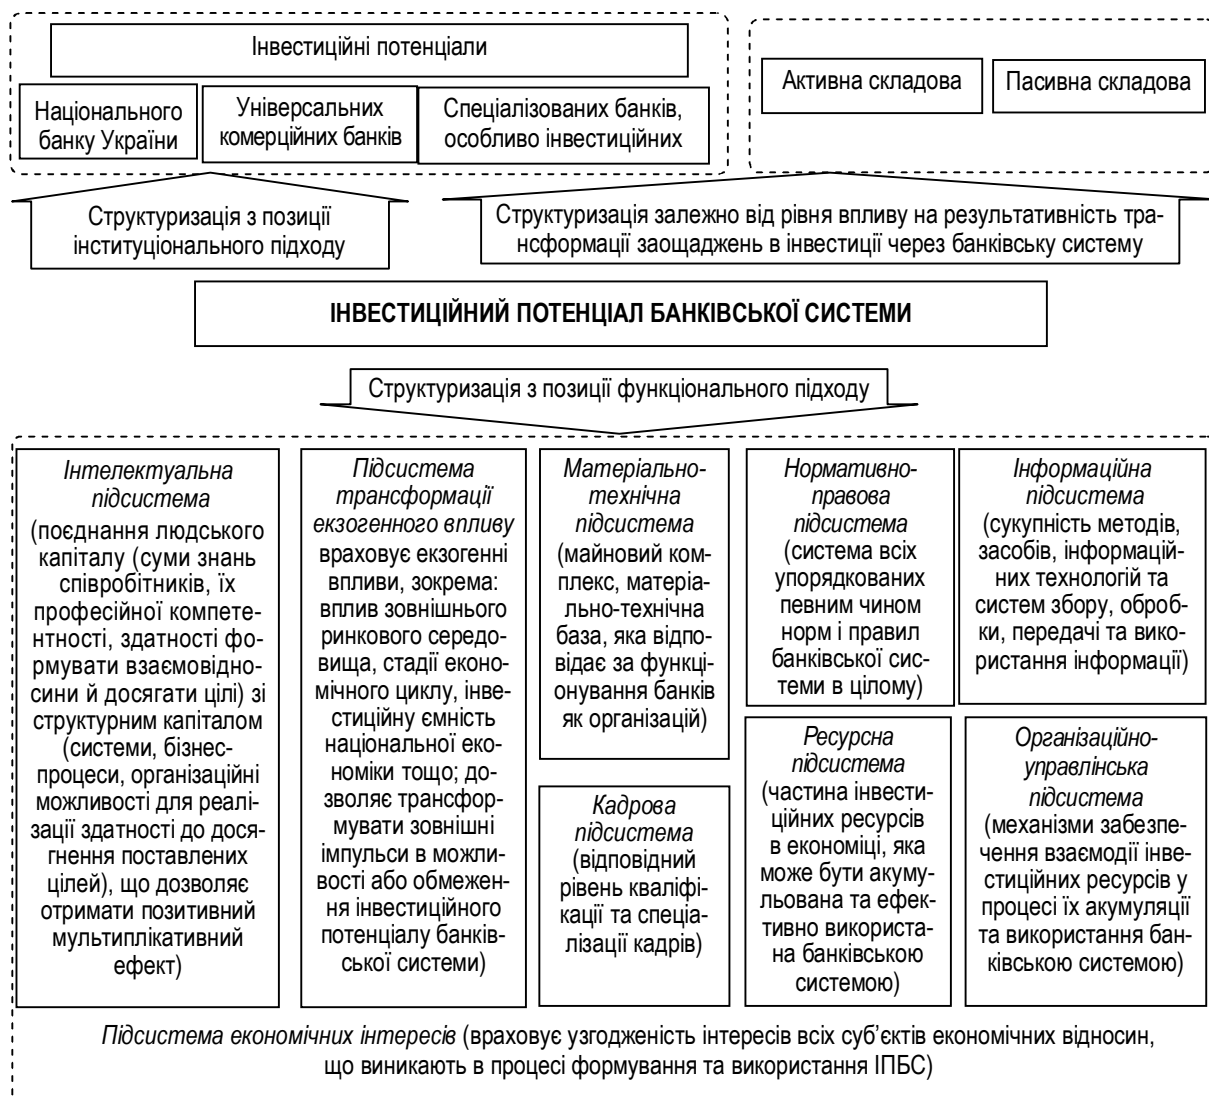 Інвестиційні потенціали
Національного
банку України
Універсальних
комерційних банків
Спеціалізованих банків,
особливо інвестиційних
Активна складова
Пасивна складова
Структуризація з позиції
інституціонального підходу
Структуризація залежно від рівня впливу на результативність тра-
нсформації заощаджень в інвестиції через банківську систему
ІНВЕСТИЦІЙНИЙ ПОТЕНЦІАЛ БАНКІВСЬКОЇ СИСТЕМИ
Структуризація з позиції функціонального підходу
Інтелектуальна
підсистема
(поєднання людського
капіталу (суми знань
співробітників, їх
професійної компете-
нтності, здатності фо-
рмувати взаємовідно-
сини й досягати цілі) зі
структурним капіталом
(системи, бізнес-
процеси, організаційні
можливості для реалі-
зації здатності до дося-
гнення поставлених
цілей), що дозволяє
отримати позитивний
мультиплікативний
ефект)
Підсистема
трансформації
екзогенного впливу
враховує екзогенні
впливи, зокрема:
вплив зовнішнього
ринкового середо-
вища, стадії еконо-
мічного циклу, інве-
стиційну ємність
національної еко-
номіки тощо; до-
зволяє трансфор-
мувати зовнішні
імпульси в можли-
вості або обмежен-
ня інвестиційного
потенціалу банків-
ської системи)
Матеріально-
технічна
підсистема
(майновий ком-
плекс, матеріа-
льно-технічна
база, яка відпо-
відає за функці-
онування банків
як організацій)
Кадрова
підсистема
(відповідний
рівень кваліфі-
кації та спеціа-
лізації кадрів)
Нормативно-
правова
підсистема
(система всіх
упорядкованих
певним чином
норм і правил
банківської сис-
теми в цілому)
Ресурсна
підсистема
(частина інвести-
ційних ресурсів
в економіці, яка
може бути акуму-
льована та ефек-
тивно використа-
на банківською
системою)
Інформаційна
підсистема
(сукупність методів,
засобів, інформацій-
них технологій та
систем збору, оброб-
ки, передачі та вико-
ристання інформації)
Організаційно-
управлінська
підсистема
(механізми забезпе-
чення взаємодії інве-
стиційних ресурсів у
процесі їх акумуляції
та використання бан-
ківською системою)
Підсистема економічних інтересів (враховує узгодженість інтересів всіх суб’єктів економічних відносин,
що виникають в процесі формування та використання ІПБС)